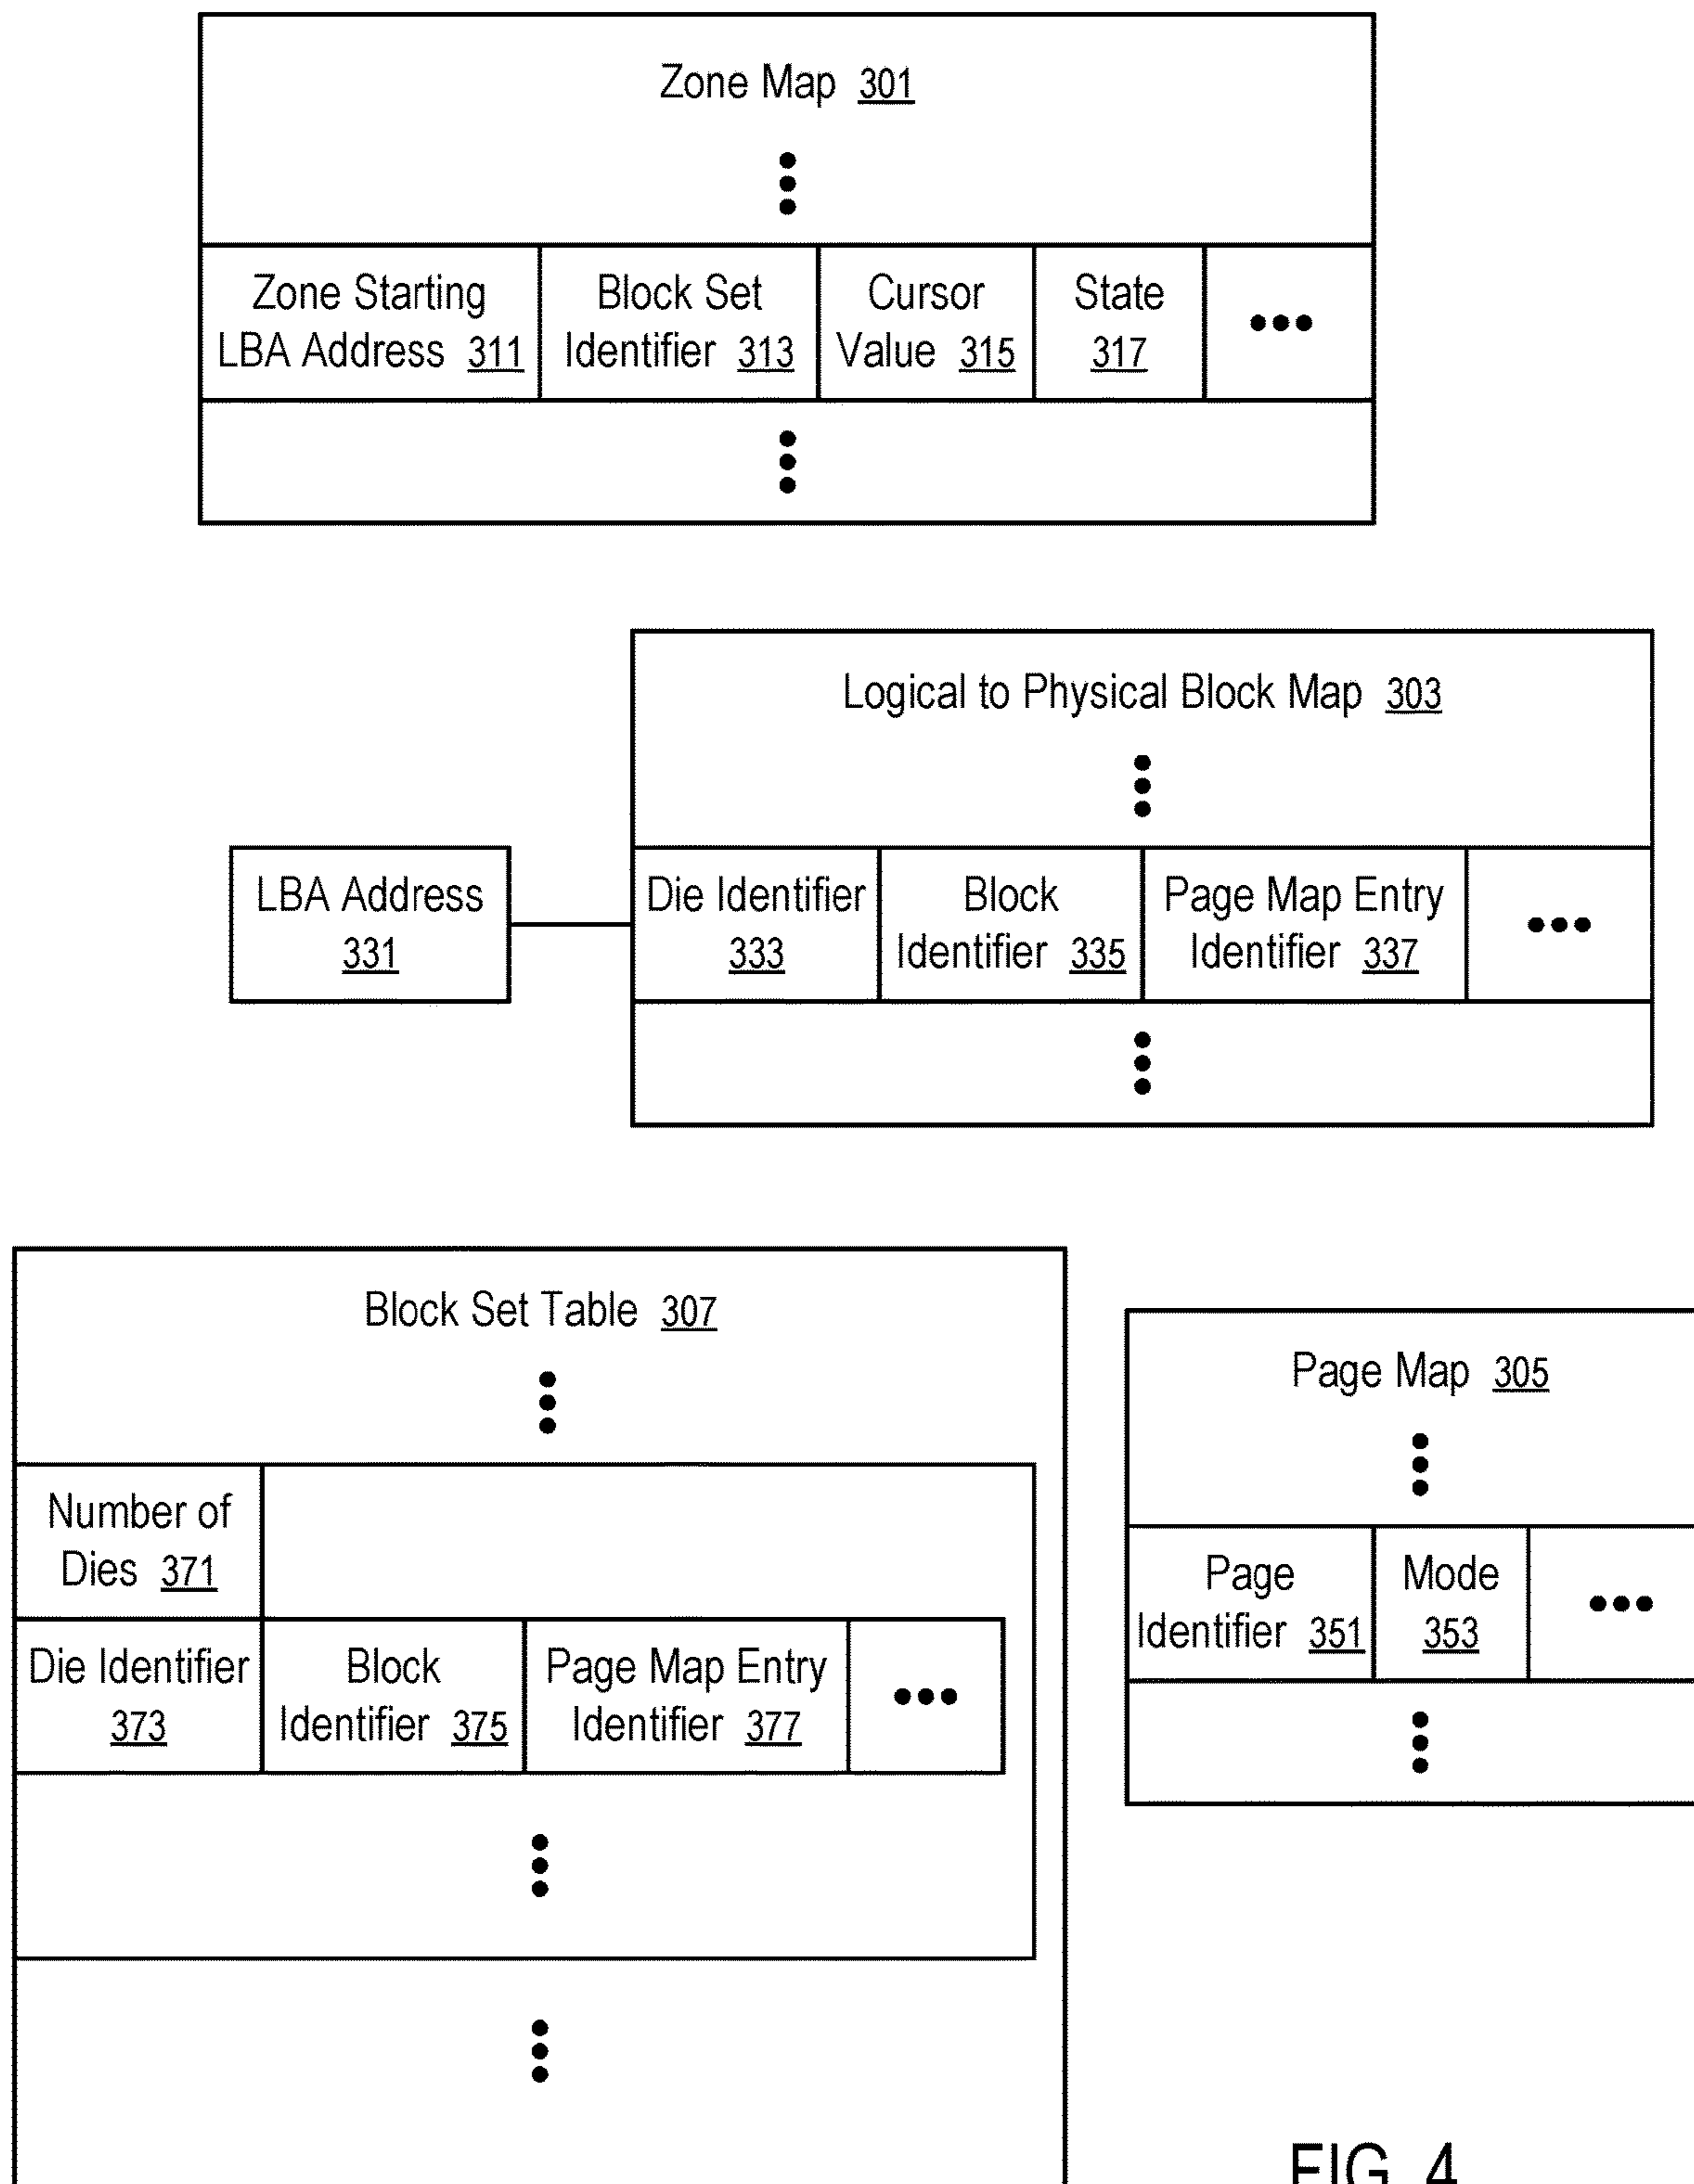 Zone Map 301
Zone Starting
LBA Address 311
Block Set
Identifier 313
Cursor
Value 315
State
317
Logical to Physical Block Map 303
LBA Address
331
Die Identifier
333
Block
Identifier 335
Page Map Entry
Identifier 337
Block Set Table 307
Number of
Dies 371
Die Identifier
373
Block
Identifier 375
Page Map Entry
Identifier 377
Page Map 305
Page
Identifier 351
Mode
353
FIG. 4